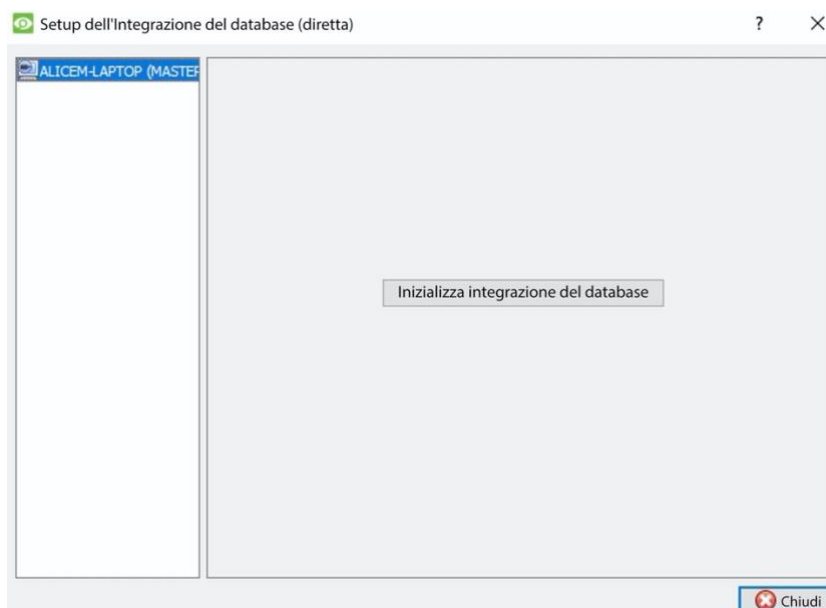 Setup dell'Integrazione del database (diretta)
?
ALICEM-LAPTOP (MASTER
Inizializza integrazione del database
Chiudi